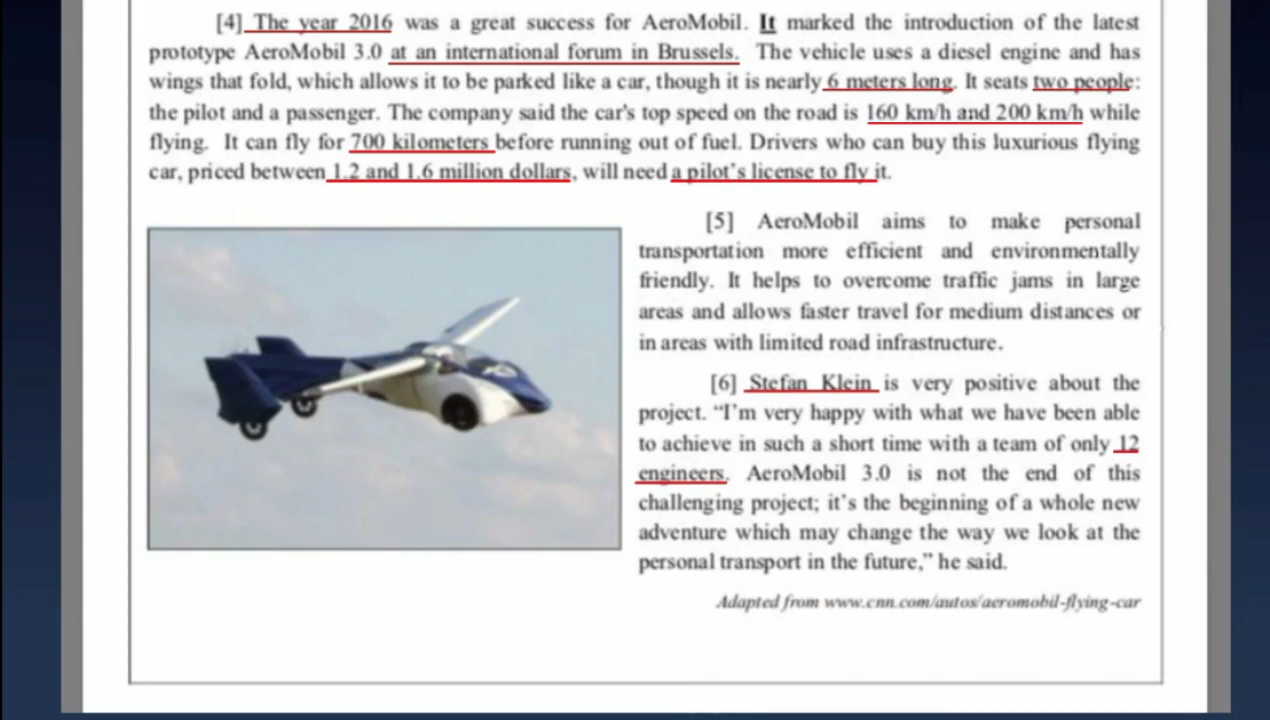 [4] The year 2016 was a great success for AeroMobil. It marked the introduction of the latest
prototype AeroMobil 3.0 at an international forum in Brussels. The vehicle uses a diesel engine and has
wings that fold, which allows it to be parked like a car, though it is nearly 6 meters long. It seats two people:
the pilot and a passenger. The company said the car's top speed on the road is 160 km/h and 200 km/h while
flying. It can fly for 700 kilometers before running out of fuel. Drivers who can buy this luxurious flying
car, priced between 1.2 and 1.6 million dollars, will need a pilot's license to fly it.
[5] AeroMobil aims to make personal
transportation more efficient and environmentally
friendly. It helps to overcome traffic jams in large
areas and allows faster travel for medium distances or
in areas with limited road infrastructure.
[6] Stefan Klein is very positive about the
project. “I'm very happy with what we have been able
to achieve in such a short time with a team of only 12
engineers. AeroMobil 3.0 is not the end of this
challenging project; it's the beginning of a whole new
adventure which may change the way we look at the
personal transport in the future,” he said.
Adapted from www.cnn.com/autos/aeromobil-flying-car